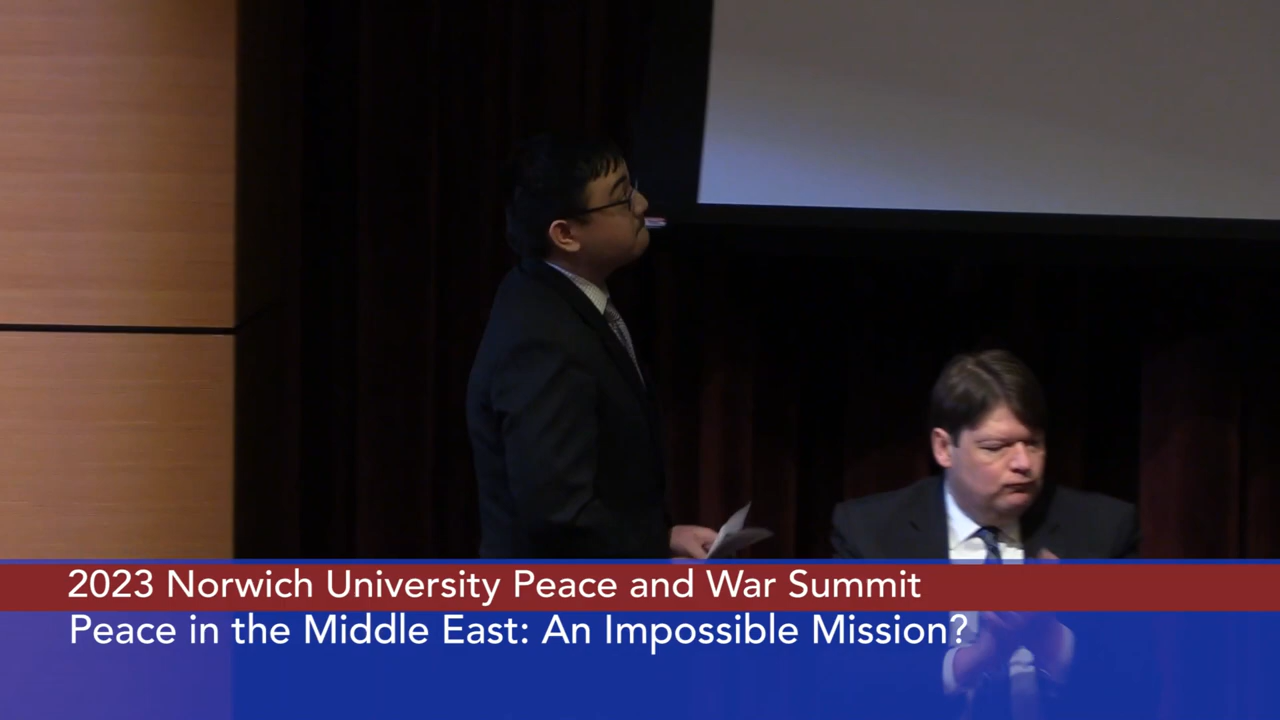 2023 Norwich University Peace and War Summit
Peace in the Middle East: An Impossible Mission?